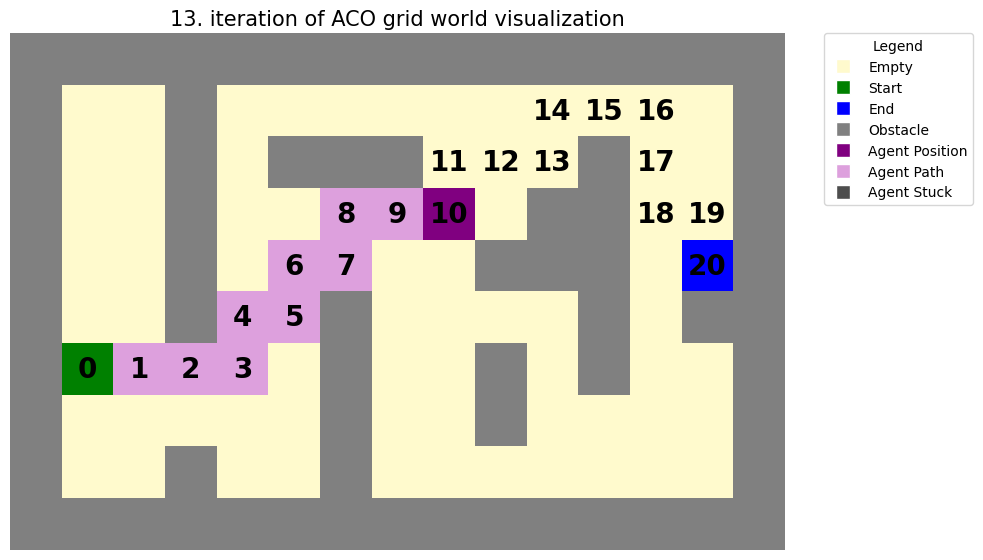 13. iteration of ACO grid world visualization
Legend
Empty
Start
End
Obstacle
Agent Position
Agent Path
Agent Stuck
14 15 16
11 12 13 17
8 9 10 18 19
6 7 20
4 5
0 1 2 3